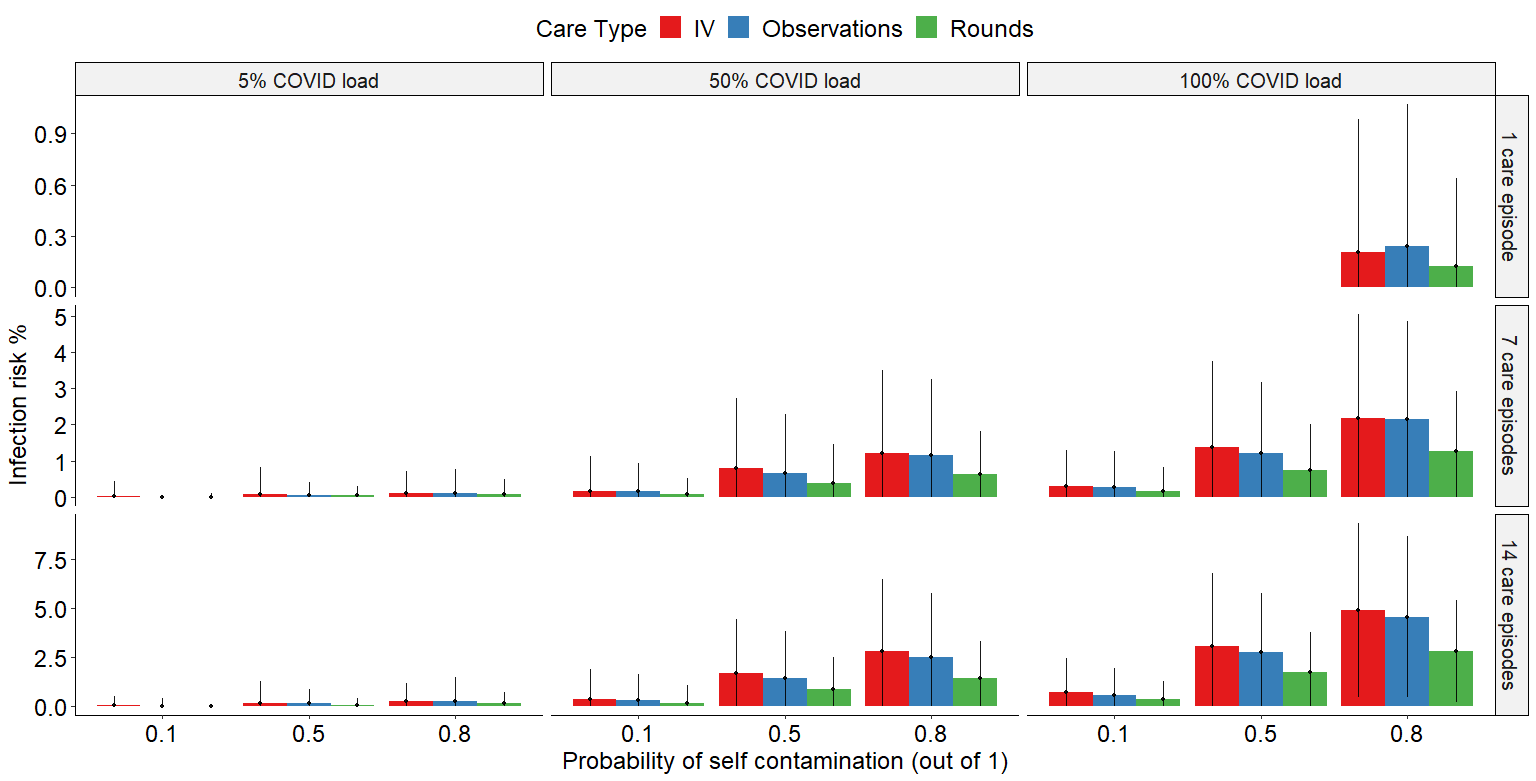 Care Type IV Observations Rounds
5% COVID load 50% COVID load 100% COVID load
0.9
0.6
0.3
0.0
1 care episode
5
4
3
2
1
0
7 care episodes
7.5
5.0
2.5
0.0
14 care episodes
Infection risk %
0.1 0.5 0.8 0.1 0.5 0.8 0.1 0.5 0.8
Probability of self contamination (out of 1)